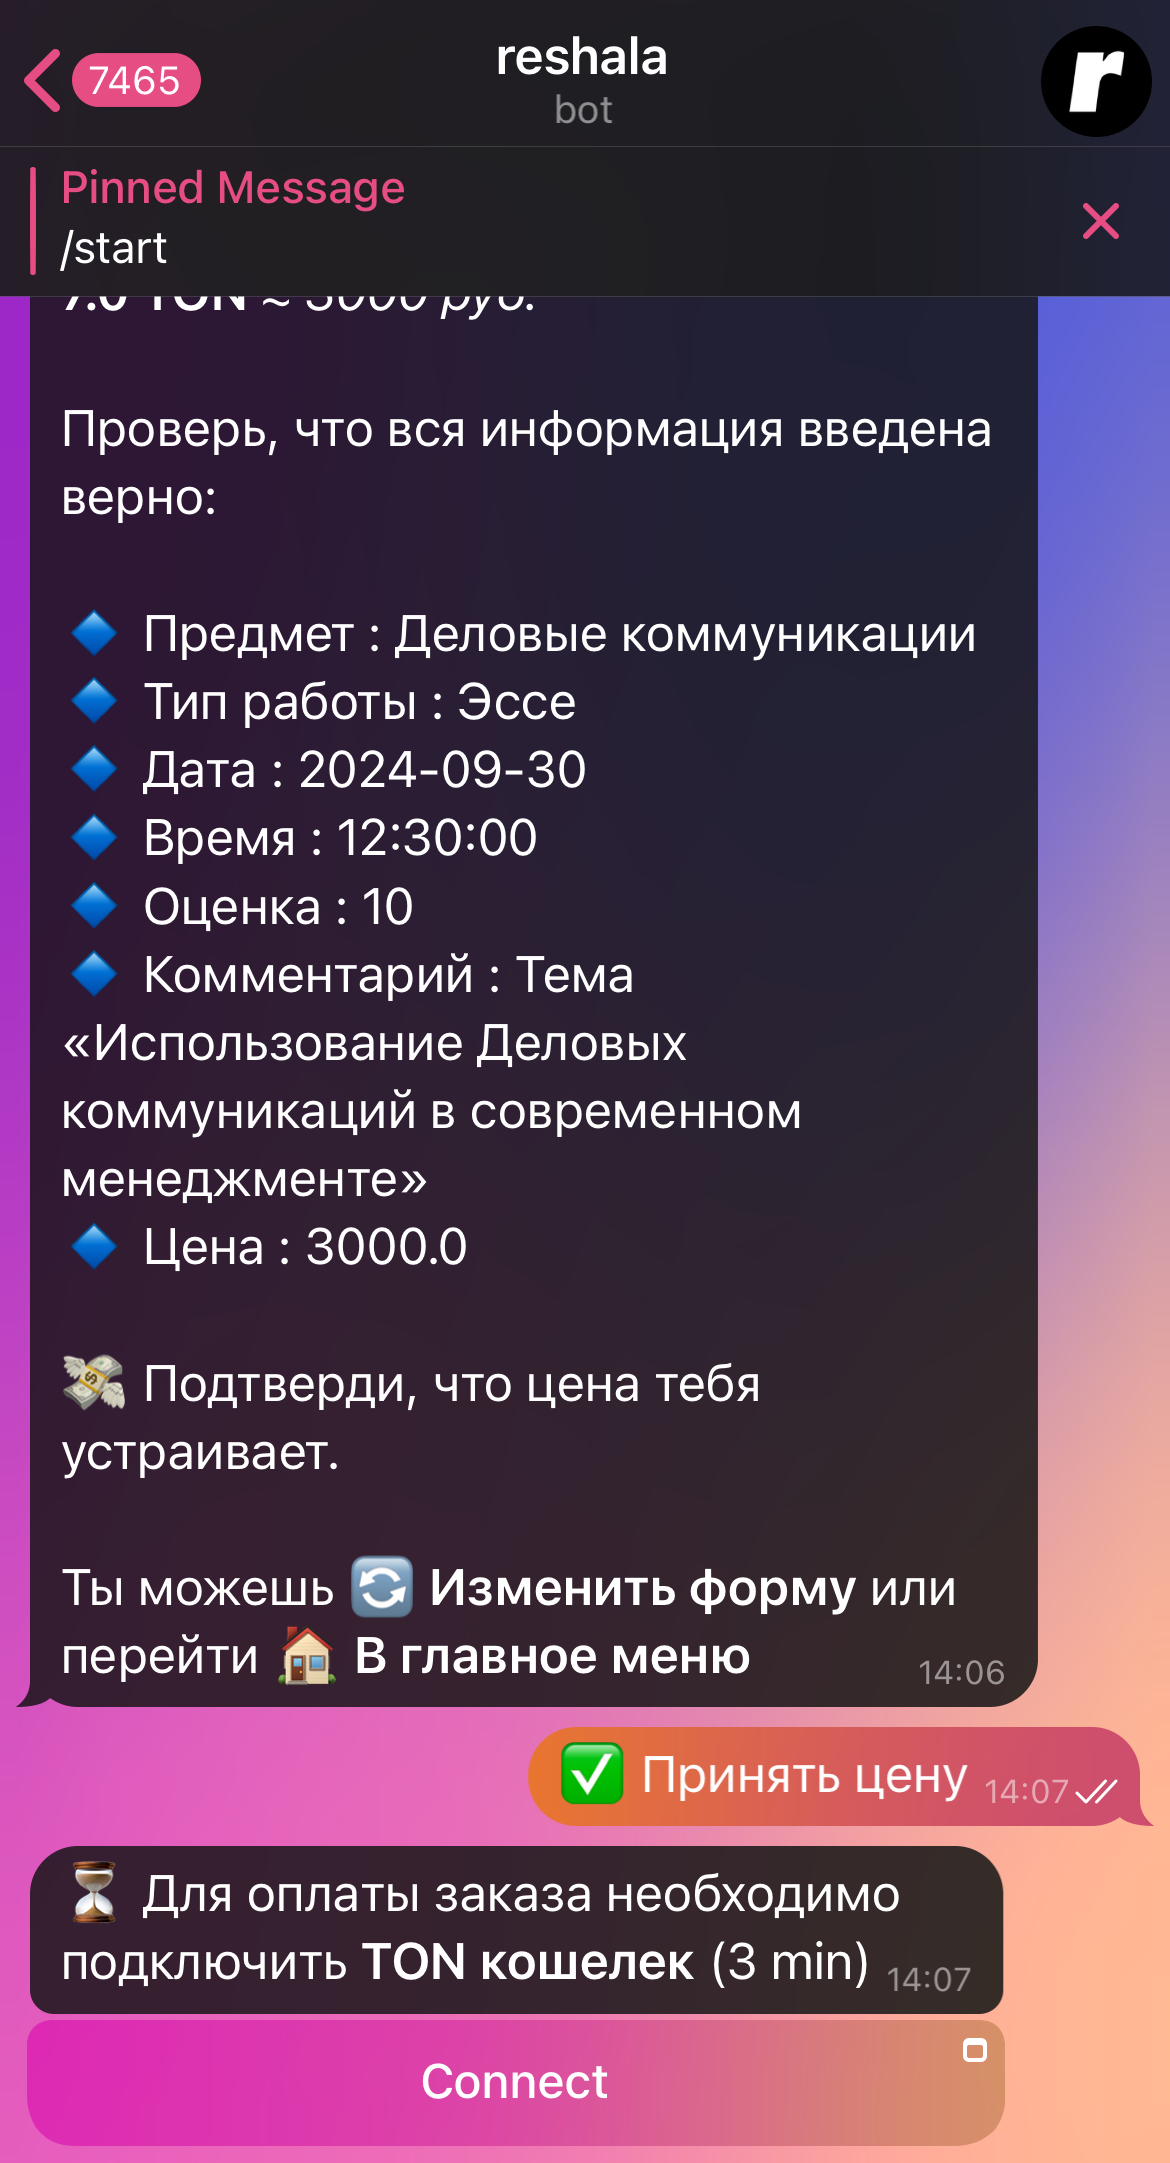 7465
reshala
bot
r
Pinned Message
/start
7.0 TON ≈ 3000 руб.
Проверь, что вся информация введена
верно:
🔷 Предмет : Деловые коммуникации
🔷 Тип работы : Эссе
🔷 Дата : 2024-09-30
🔷 Время : 12:30:00
🔷 Оценка : 10
🔷 Комментарий : Тема
«Использование Деловых
коммуникаций в современном
менеджменте»
🔷 Цена : 3000.0
💸 Подтверди, что цена тебя
устраивает.
Ты можешь 🔄 Изменить форму или
перейти 🏠 В главное меню 14:06
✅ Принять цену 14:07
⏳ Для оплаты заказа необходимо
подключить TON кошелек (3 min) 14:07
Connect